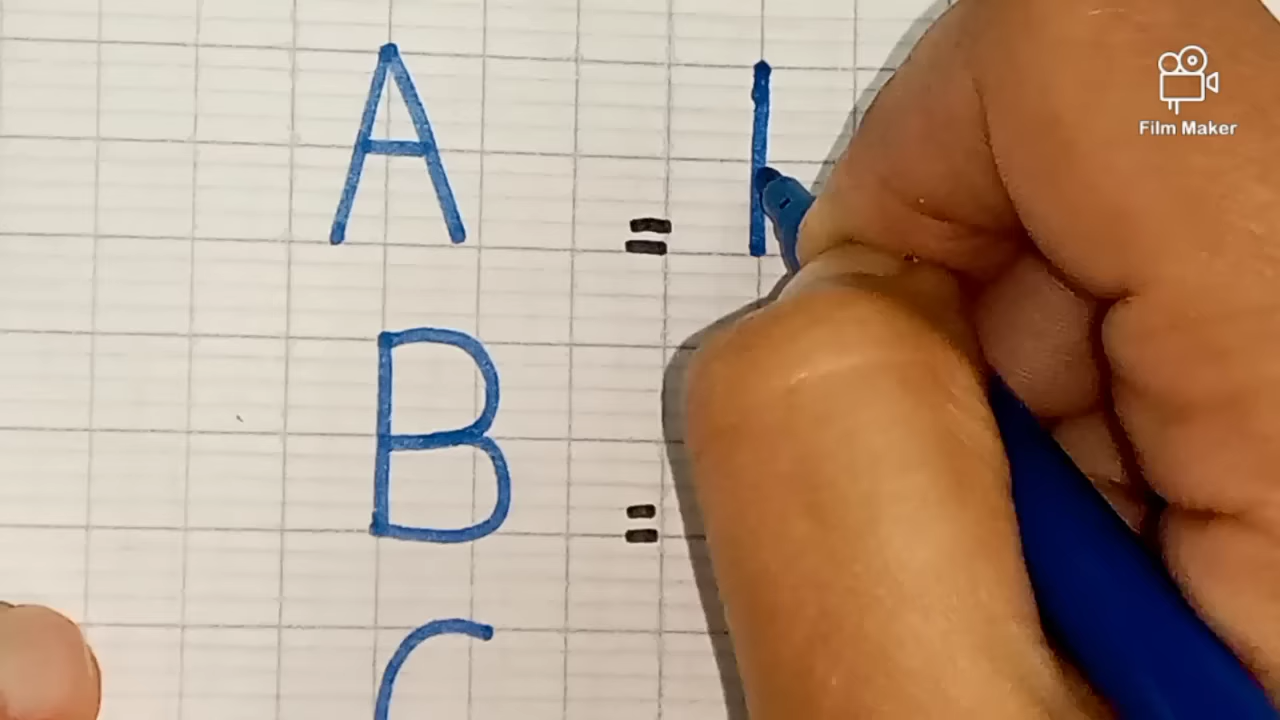 A =
Film Maker
B =
C